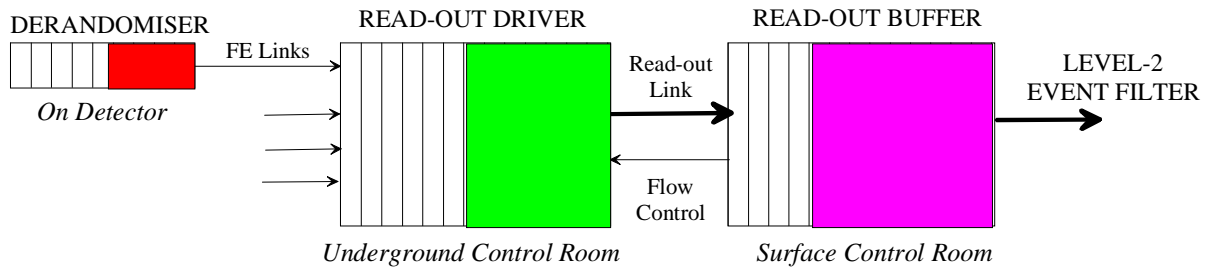 DERANDOMISER
FE Links
On Detector
READ-OUT DRIVER
Underground Control Room
Read-out
Link
Flow
Control
READ-OUT BUFFER
Surface Control Room
LEVEL-2
EVENT FILTER